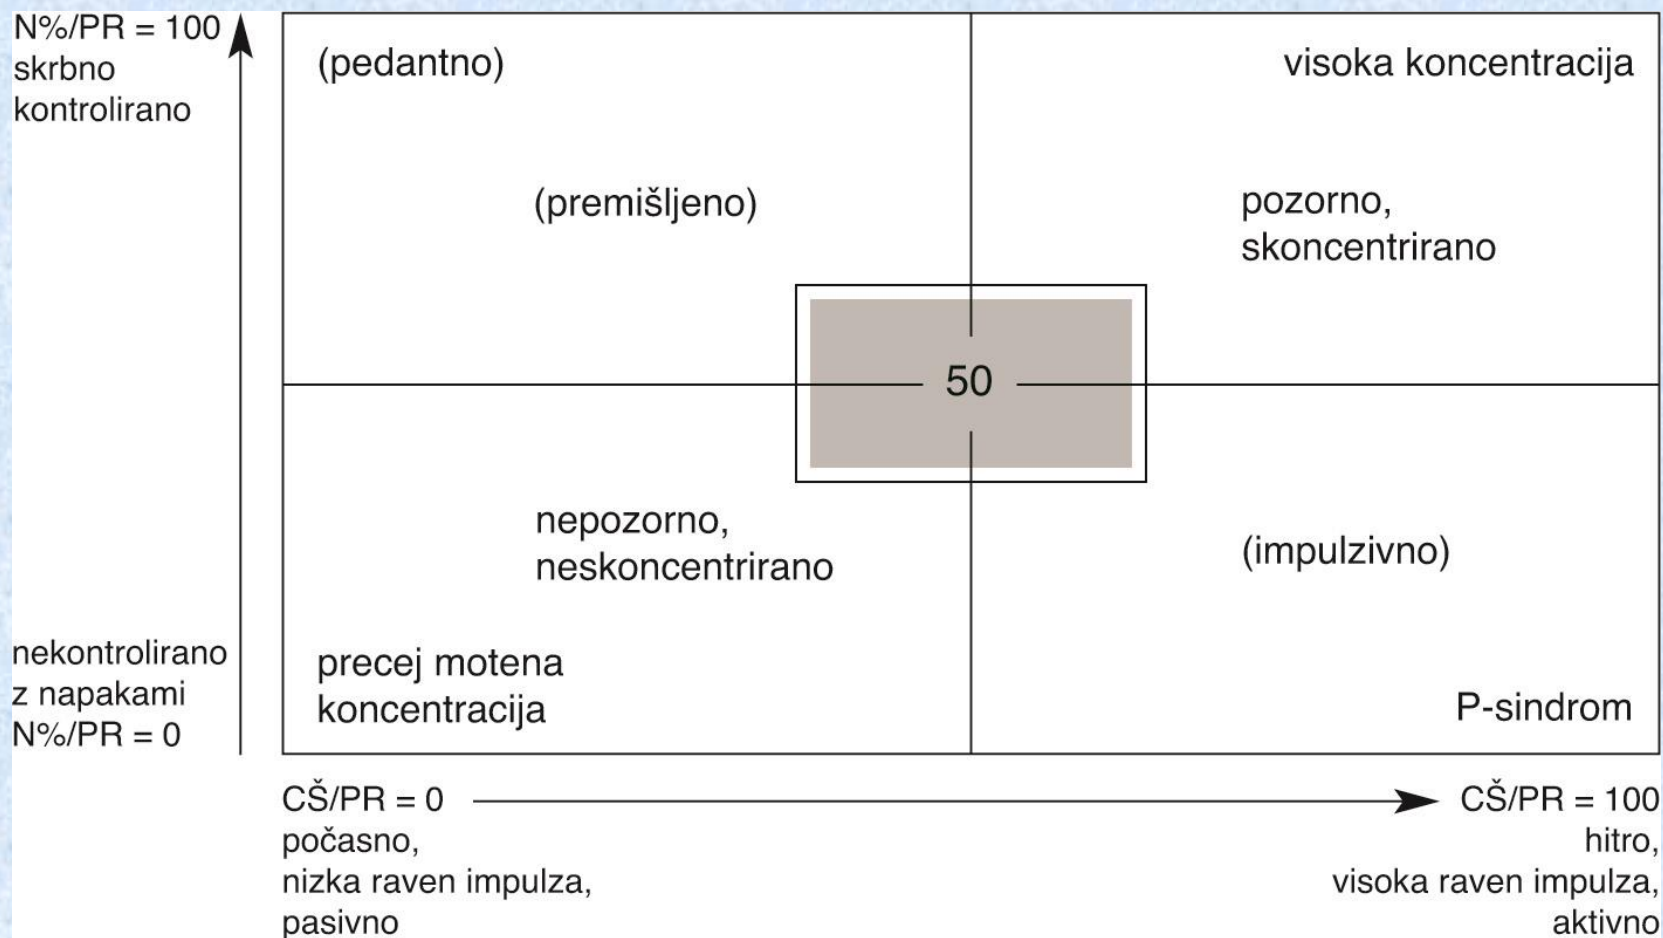 N%/PR = 100
skrbno
kontrolirano
(pedantno)
visoka koncentracija
(premišljeno)
pozorno,
skoncentrirano
50
nepozorno,
neskoncentrirano
(impulzivno)
nekontrolirano
z napakami
N%/PR = 0
precej motena
koncentracija
P-sindrom
CŠ/PR = 0
počasno,
nizka raven impulza,
pasivno
CŠ/PR = 100
hitro,
visoka raven impulza,
aktivno